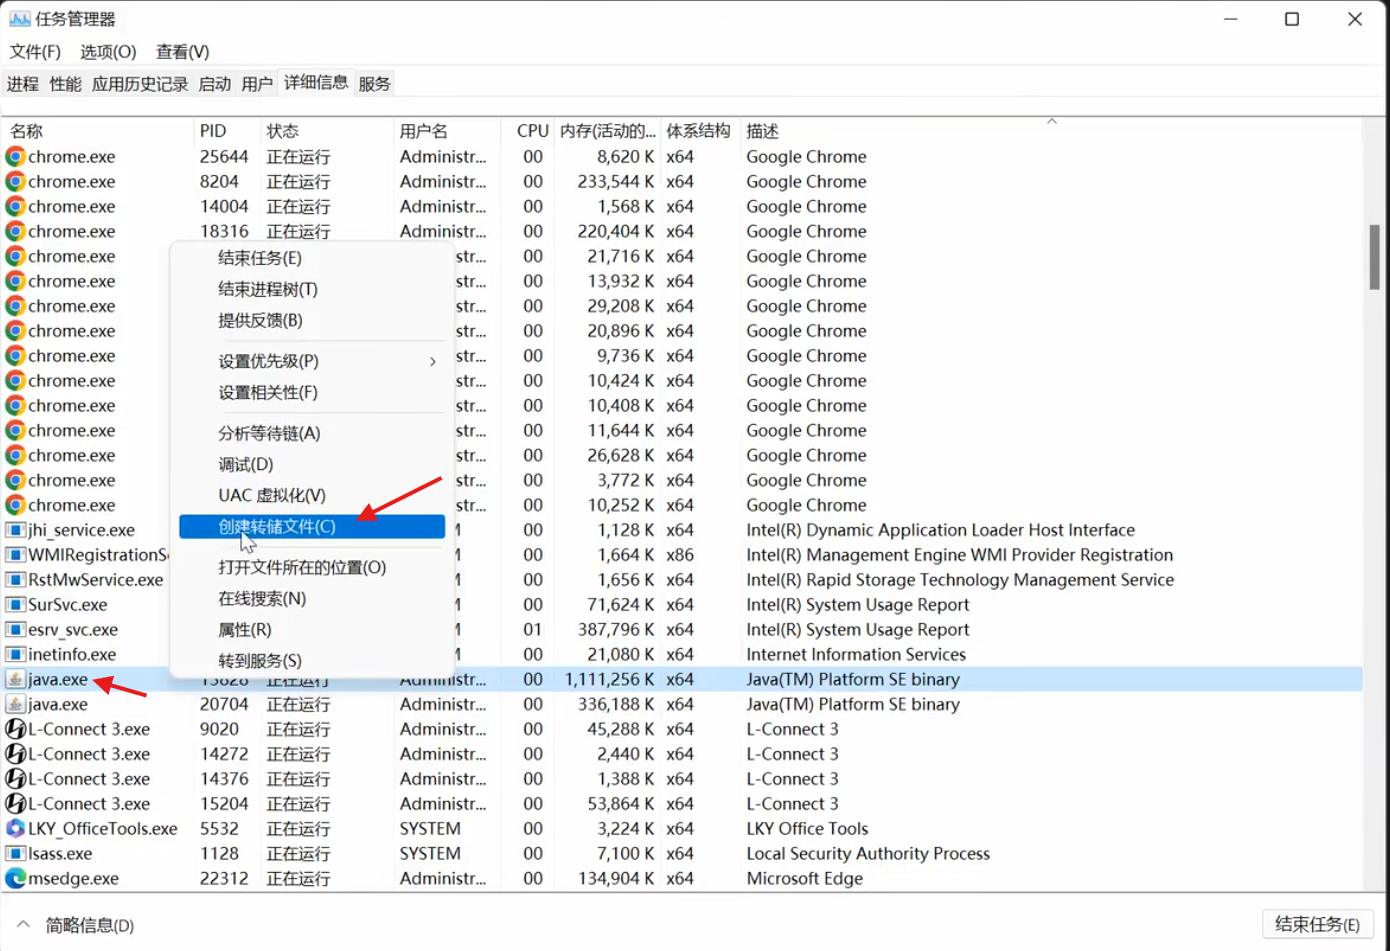 任务管理器
文件(F) 选项(O) 查看(V)
进程 性能 应用历史记录 启动 用户 详细信息 服务
名称 PID 状态 用户名 CPU 内存(活动的... 体系结构 描述
chrome.exe 25644 正在运行 Administr... 00 8,620 K x64 Google Chrome
chrome.exe 8204 正在运行 Administr... 00 233,544 K x64 Google Chrome
chrome.exe 14004 正在运行 Administr... 00 1,568 K x64 Google Chrome
chrome.exe 18316 正在运行 Administr... 00 220,404 K x64 Google Chrome
chrome.exe str... 00 21,716 K x64 Google Chrome
chrome.exe str... 00 13,932 K x64 Google Chrome
chrome.exe str... 00 29,208 K x64 Google Chrome
chrome.exe str... 00 20,896 K x64 Google Chrome
chrome.exe str... 00 9,736 K x64 Google Chrome
chrome.exe str... 00 10,424 K x64 Google Chrome
chrome.exe str... 00 10,408 K x64 Google Chrome
chrome.exe str... 00 11,644 K x64 Google Chrome
chrome.exe str... 00 26,628 K x64 Google Chrome
chrome.exe str... 00 3,772 K x64 Google Chrome
chrome.exe str... 00 10,252 K x64 Google Chrome
jhi_service.exe 00 1,128 K x64 Intel(R) Dynamic Application Loader Host Interface
WMIRegistrationS 00 1,664 K x86 Intel(R) Management Engine WMI Provider Registration
RstMwService.exe 00 1,656 K x64 Intel(R) Rapid Storage Technology Management Service
SurSvc.exe 00 71,624 K x64 Intel(R) System Usage Report
esrv_svc.exe 01 387,796 K x64 Intel(R) System Usage Report
inetinfo.exe 00 21,080 K x64 Internet Information Services
java.exe 正在运行 Administr... 00 1,111,256 K x64 Java(TM) Platform SE binary
java.exe 20704 正在运行 Administr... 00 336,188 K x64 Java(TM) Platform SE binary
L-Connect 3.exe 9020 正在运行 Administr... 00 45,288 K x64 L-Connect 3
L-Connect 3.exe 14272 正在运行 Administr... 00 2,440 K x64 L-Connect 3
L-Connect 3.exe 14376 正在运行 Administr... 00 1,388 K x64 L-Connect 3
L-Connect 3.exe 15204 正在运行 Administr... 00 53,864 K x64 L-Connect 3
LKY_OfficeTools.exe 5532 正在运行 SYSTEM 00 3,224 K x64 LKY Office Tools
lsass.exe 1128 正在运行 SYSTEM 00 7,100 K x64 Local Security Authority Process
msedge.exe 22312 正在运行 Administr... 00 134,904 K x64 Microsoft Edge
结束任务(E)
结束进程树(T)
提供反馈(B)
设置优先级(P)
设置相关性(F)
分析等待链(A)
调试(D)
UAC 虚拟化(V)
创建转储文件(C)
打开文件所在的位置(O)
在线搜索(N)
属性(R)
转到服务(S)
简略信息(D)
结束任务(E)